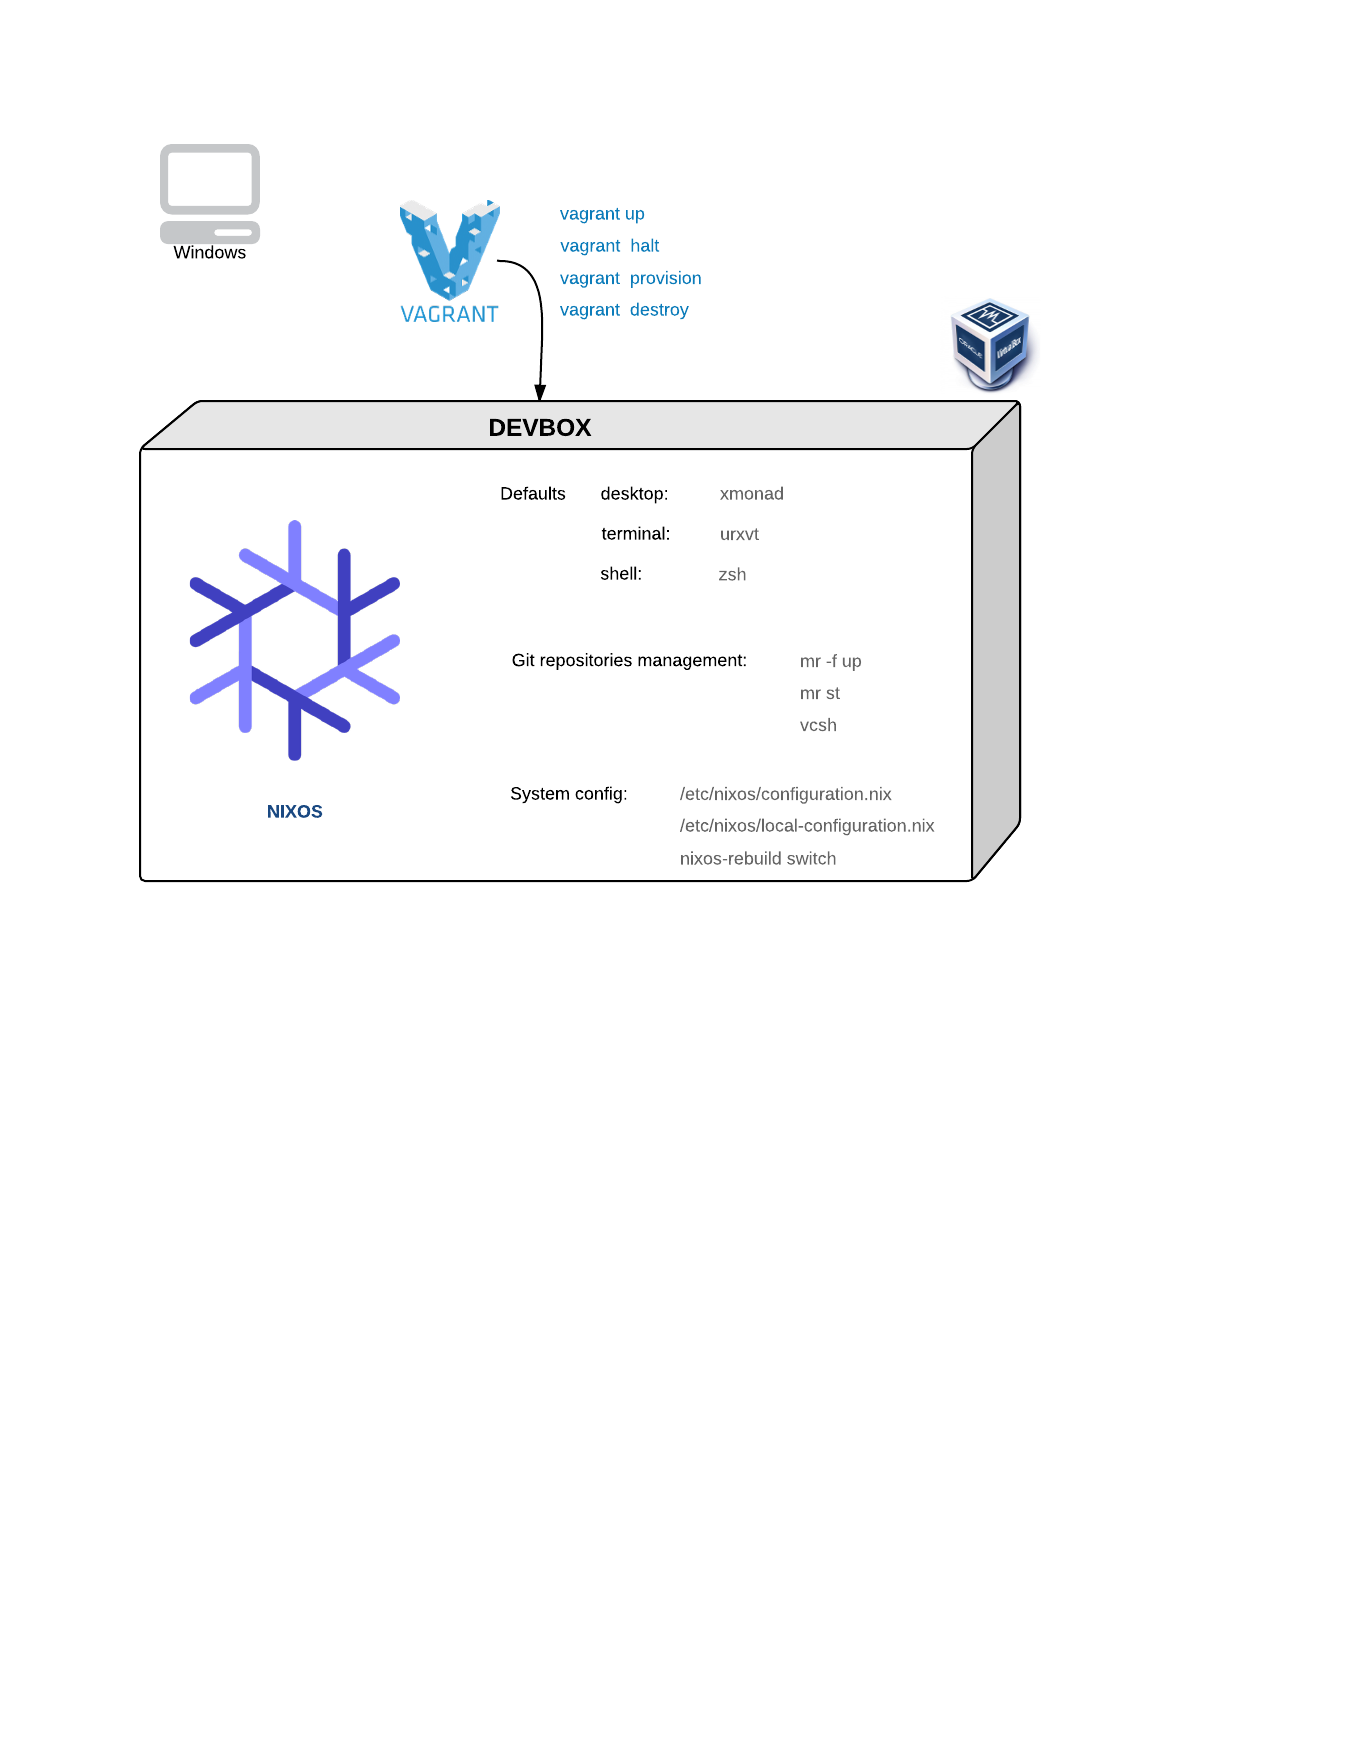 Windows
VAGRANT
vagrant up
vagrant  halt
vagrant  provision
vagrant  destroy
ORACLE
VirtualBox
DEVBOX
Defaults desktop: xmonad
terminal: urxvt
shell: zsh
Git repositories management: mr -f up
mr st
vcsh
System config: /etc/nixos/configuration.nix
/etc/nixos/local-configuration.nix
nixos-rebuild switch
NIXOS